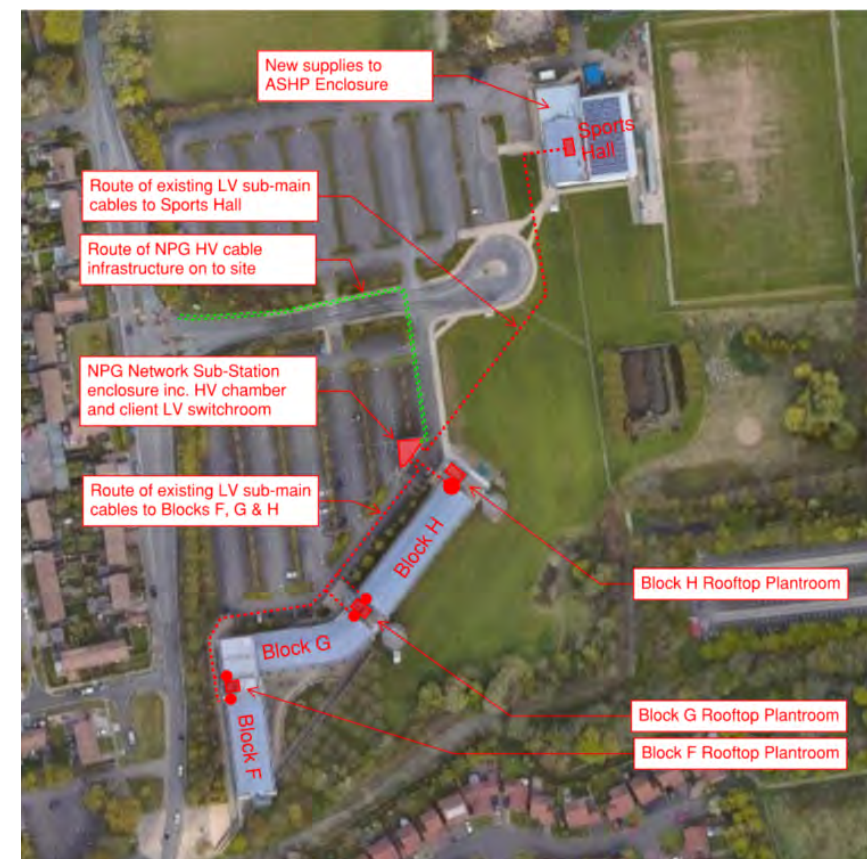 New supplies to
ASHP Enclosure
Sports
Hall
Route of existing LV sub-main
cables to Sports Hall
Route of NPG HV cable
infrastructure on to site
NPG Network Sub-Station
enclosure inc. HV chamber
and client LV switchroom
Route of existing LV sub-main
cables to Blocks F, G & H
Block H
Block H Rooftop Plantroom
Block G
Block F
Block G Rooftop Plantroom
Block F Rooftop Plantroom